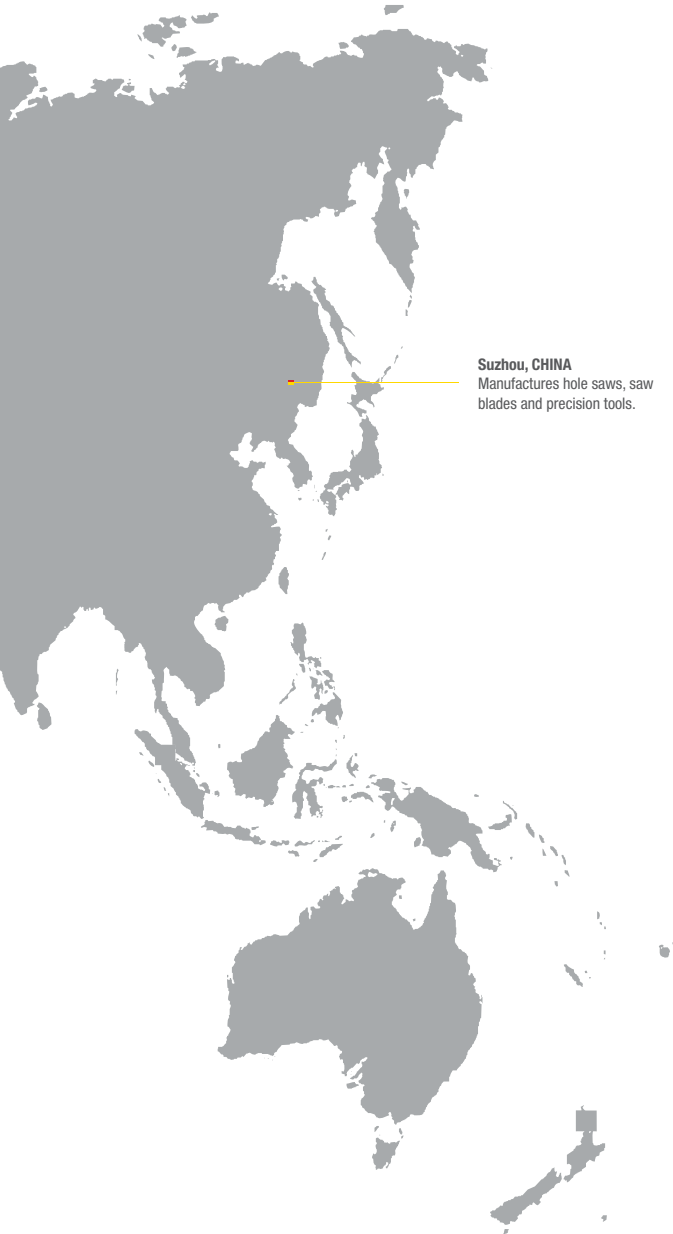 Suzhou, CHINA
Manufactures hole saws, saw
blades and precision tools.